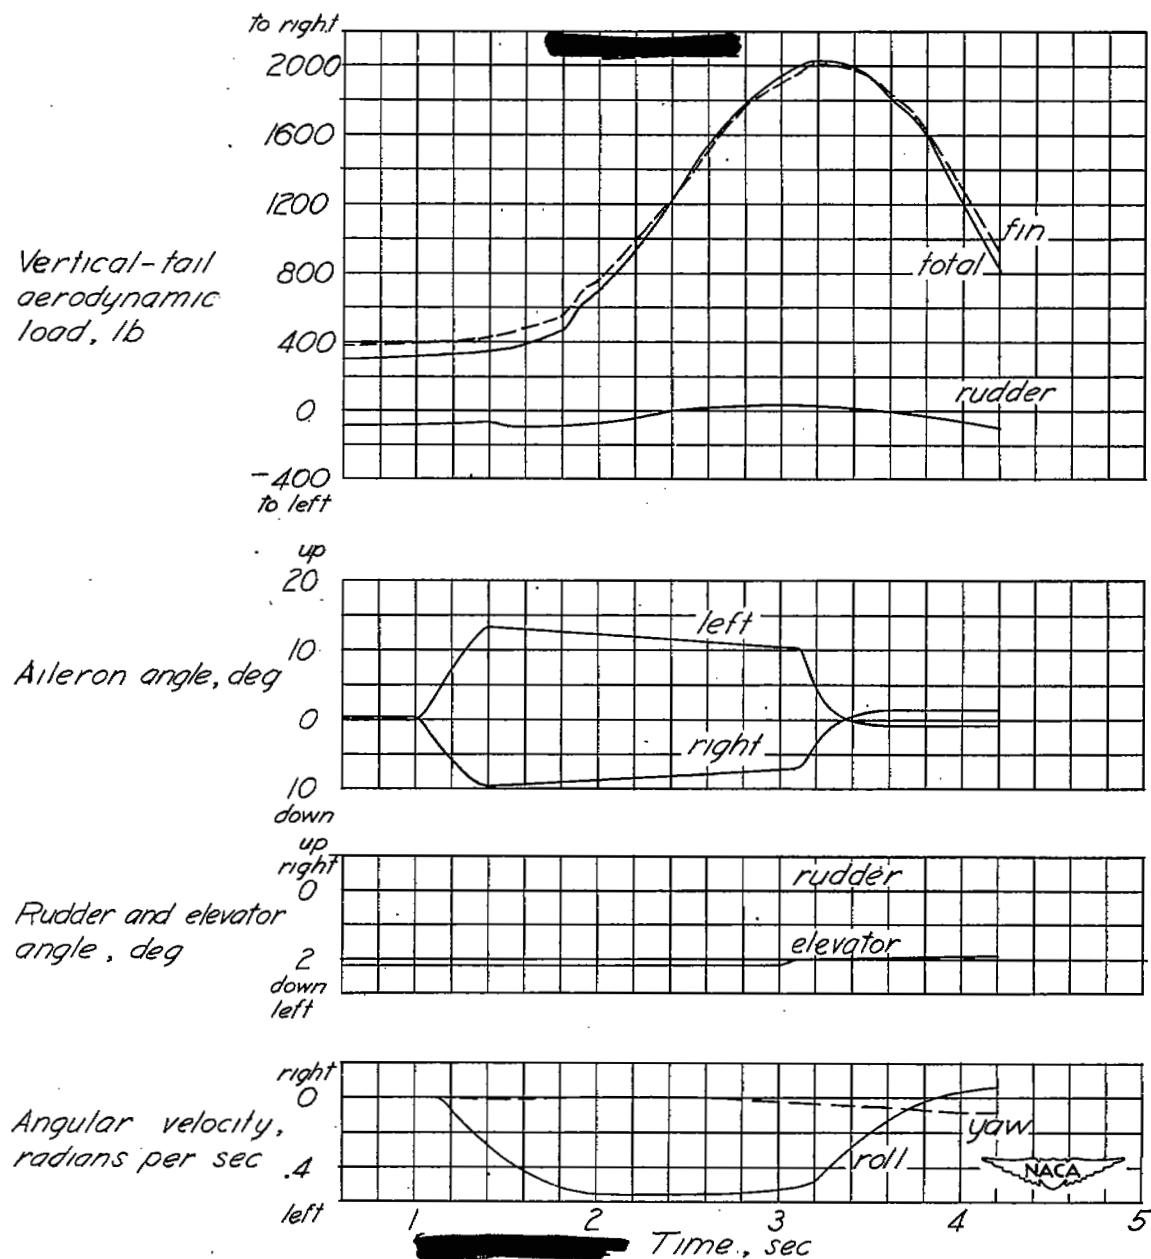 to right
2000
1600
1200
800
400
0
-400
to left
Vertical-tail
aerodynamic
load, lb
fin
total
rudder
up
20
10
0
10
down
Aileron angle, deg
left
right
up
right
0
2
down
left
Rudder and elevator
angle, deg
rudder
elevator
right
0
.4
left
Angular velocity,
radians per sec
yaw
roll
NACA
1 2 3 4 5
Time, sec